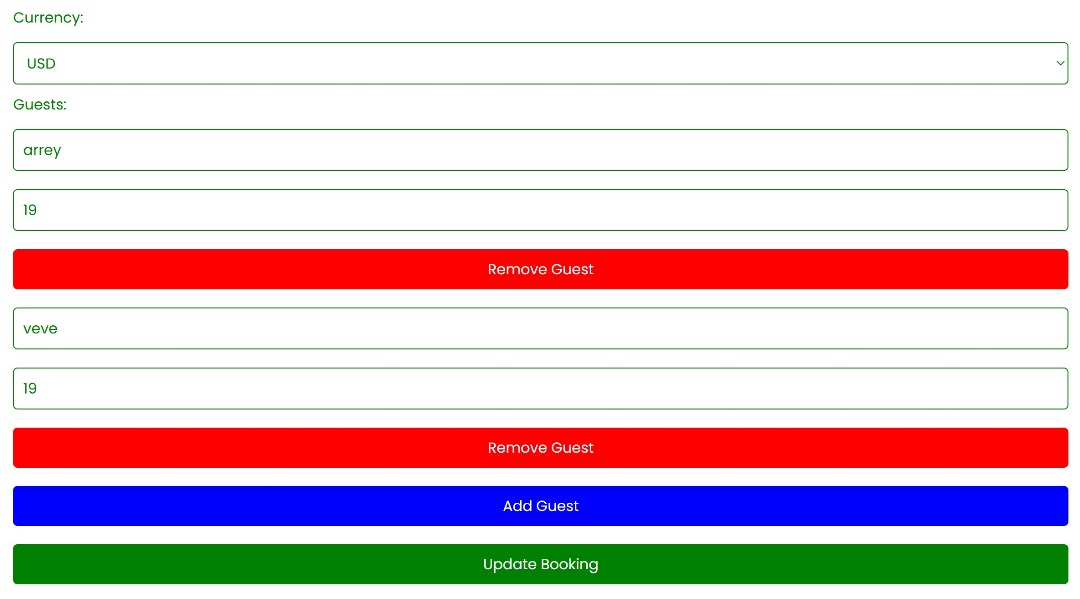 Currency:
USD
Guests:
arrey
19
Remove Guest
veve
19
Remove Guest
Add Guest
Update Booking